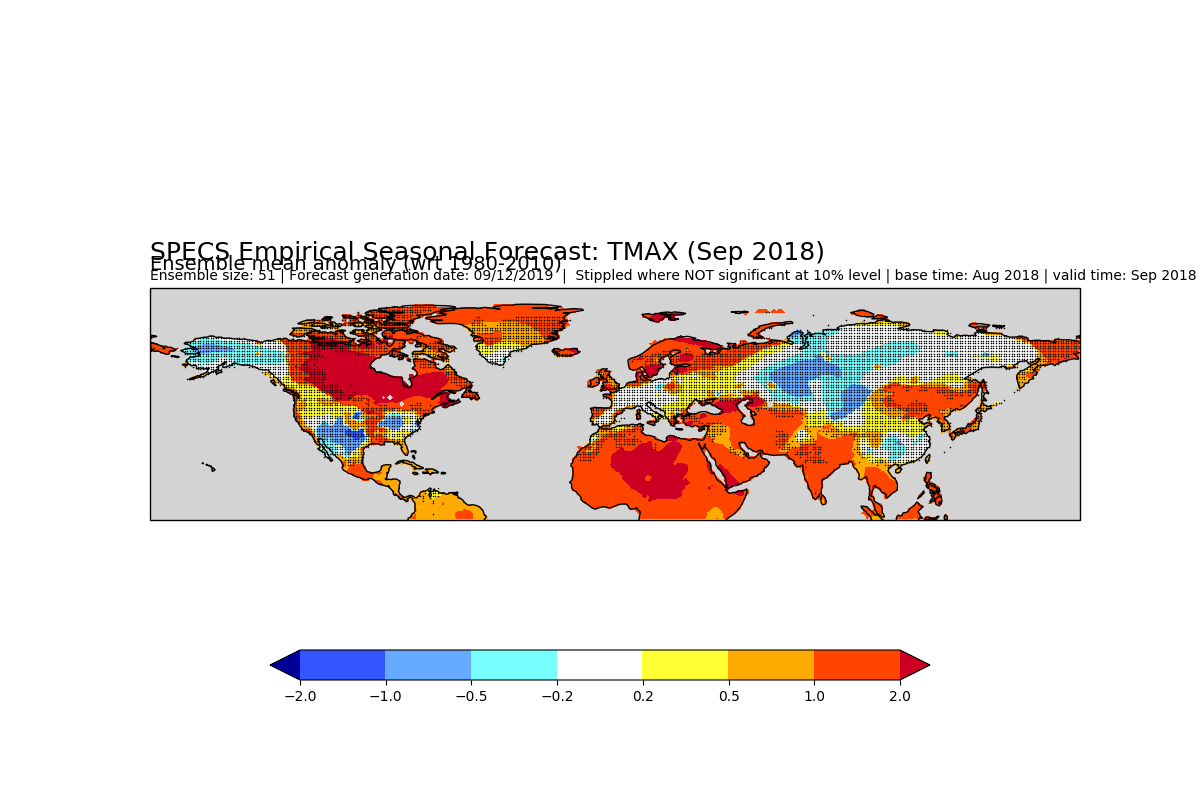 SPECS Empirical Seasonal Forecast: TMAX (Sep 2018)
Ensemble mean anomaly (wrt 1980-2010)
Ensemble size: 51 | Forecast generation date: 09/12/2019 | Stippled where NOT significant at 10% level | base time: Aug 2018 | valid time: Sep 2018
−2.0 −1.0 −0.5 −0.2 0.2 0.5 1.0 2.0